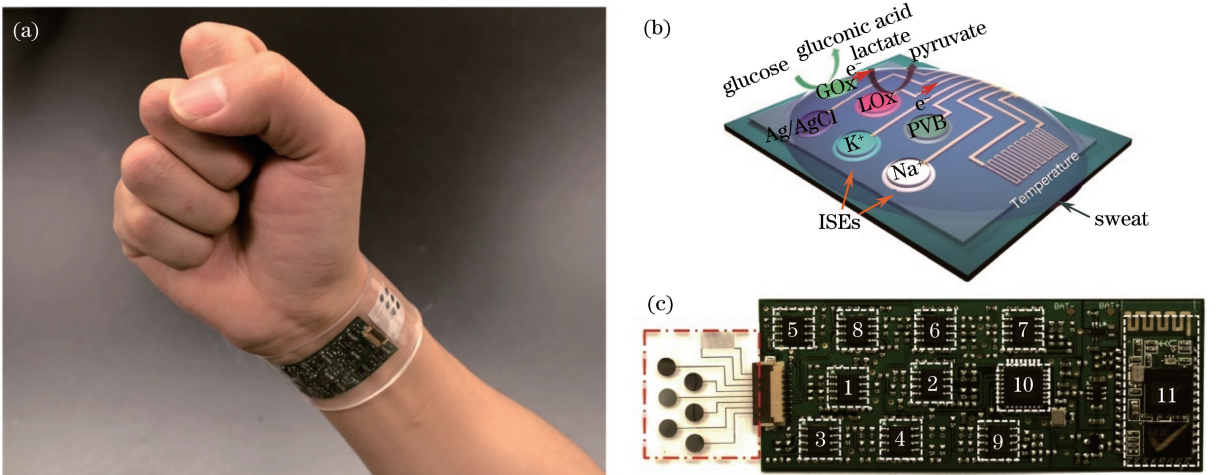 (a)
(b)
glucose
gluconic acid
e⁻
lactate
pyruvate
GOx
LOx
e⁻
Ag/AgCl
PVB
K⁺
Na⁺
Temperature
ISEs
sweat
(c)
BAT-
BAT+
5
8
6
7
1
2
10
11
3
4
9